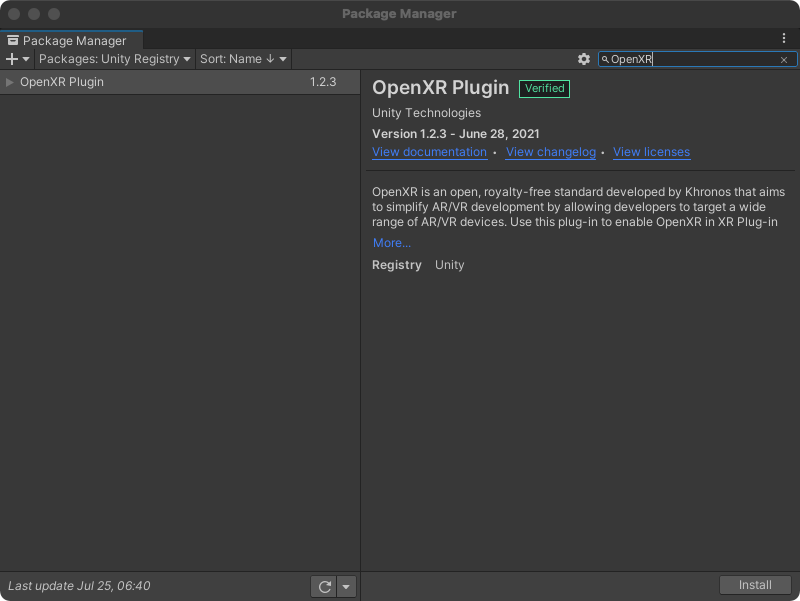 Package Manager
Package Manager
Packages: Unity Registry
Sort: Name ↓
OpenXR
OpenXR Plugin 1.2.3
OpenXR Plugin Verified
Unity Technologies
Version 1.2.3 - June 28, 2021
View documentation • View changelog • View licenses
OpenXR is an open, royalty-free standard developed by Khronos that aims
to simplify AR/VR development by allowing developers to target a wide
range of AR/VR devices. Use this plug-in to enable OpenXR in XR Plug-in
More...
Registry Unity
Last update Jul 25, 06:40
Install